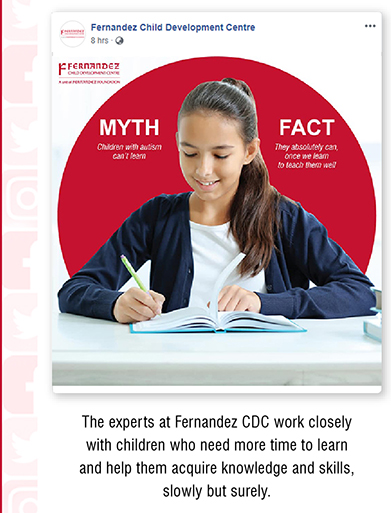 Fernandez Child Development Centre
8 hrs
FERNANDEZ
CHILD DEVELOPMENT CENTRE
MYTH
Children with autism
can't learn
FACT
They absolutely can,
once we learn
to teach them well
The experts at Fernandez CDC work closely
with children who need more time to learn
and help them acquire knowledge and skills,
slowly but surely.